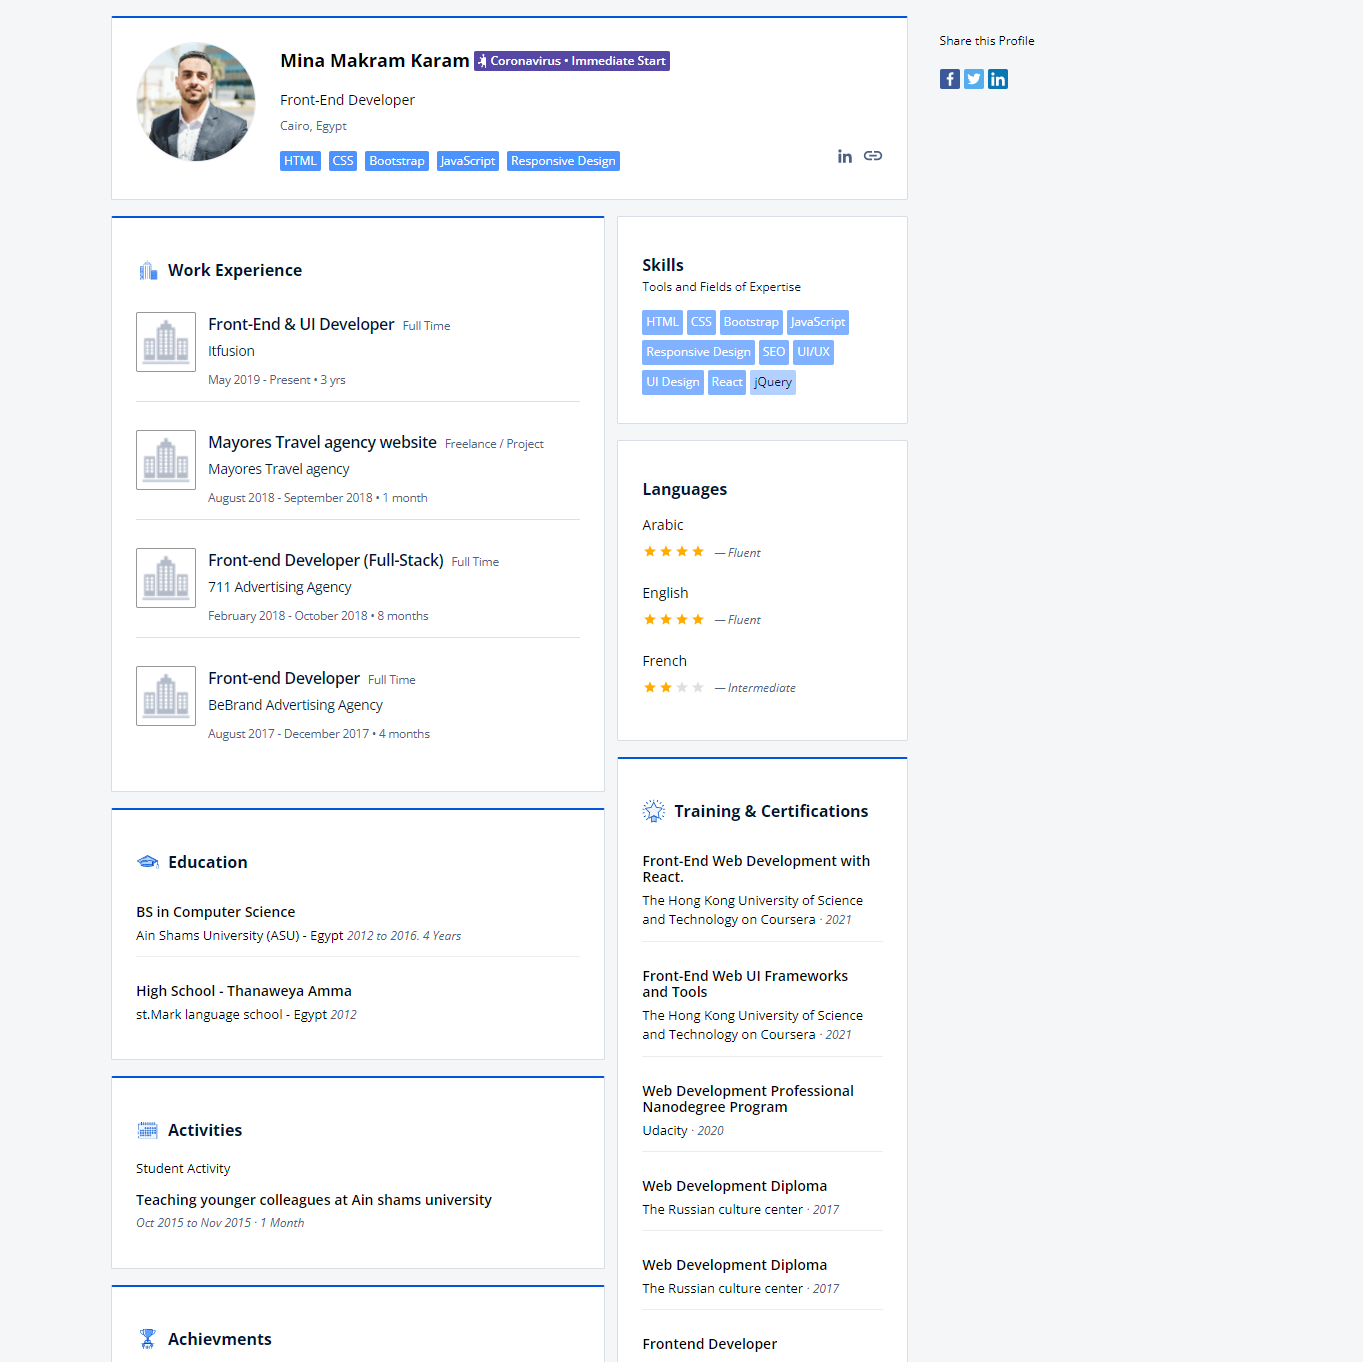 Mina Makram Karam Coronavirus • Immediate Start
Front-End Developer
Cairo, Egypt
HTML CSS Bootstrap JavaScript Responsive Design
Share this Profile
Work Experience
Front-End & UI Developer Full Time
Itfusion
May 2019 - Present • 3 yrs
Mayores Travel agency website Freelance / Project
Mayores Travel agency
August 2018 - September 2018 • 1 month
Front-end Developer (Full-Stack) Full Time
711 Advertising Agency
February 2018 - October 2018 • 8 months
Front-end Developer Full Time
BeBrand Advertising Agency
August 2017 - December 2017 • 4 months
Education
BS in Computer Science
Ain Shams University (ASU) - Egypt 2012 to 2016. 4 Years
High School - Thanaweya Amma
st.Mark language school - Egypt 2012
Activities
Student Activity
Teaching younger colleagues at Ain shams university
Oct 2015 to Nov 2015 · 1 Month
Achievments
Skills
Tools and Fields of Expertise
HTML CSS Bootstrap JavaScript
Responsive Design SEO UI/UX
UI Design React jQuery
Languages
Arabic
— Fluent
English
— Fluent
French
— Intermediate
Training & Certifications
Front-End Web Development with
React.
The Hong Kong University of Science
and Technology on Coursera · 2021
Front-End Web UI Frameworks
and Tools
The Hong Kong University of Science
and Technology on Coursera · 2021
Web Development Professional
Nanodegree Program
Udacity · 2020
Web Development Diploma
The Russian culture center · 2017
Web Development Diploma
The Russian culture center · 2017
Frontend Developer